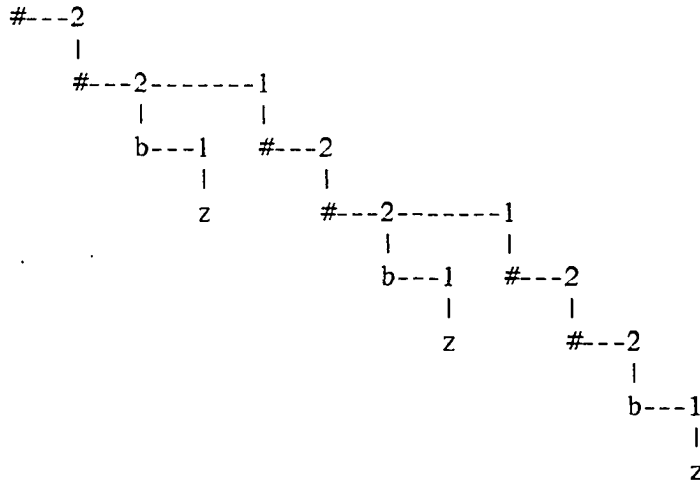 #---2
|
#---2-------1
| |
b---1 #---2
| |
z #---2-------1
| |
b---1 #---2
| |
z #---2
|
b---1
|
z